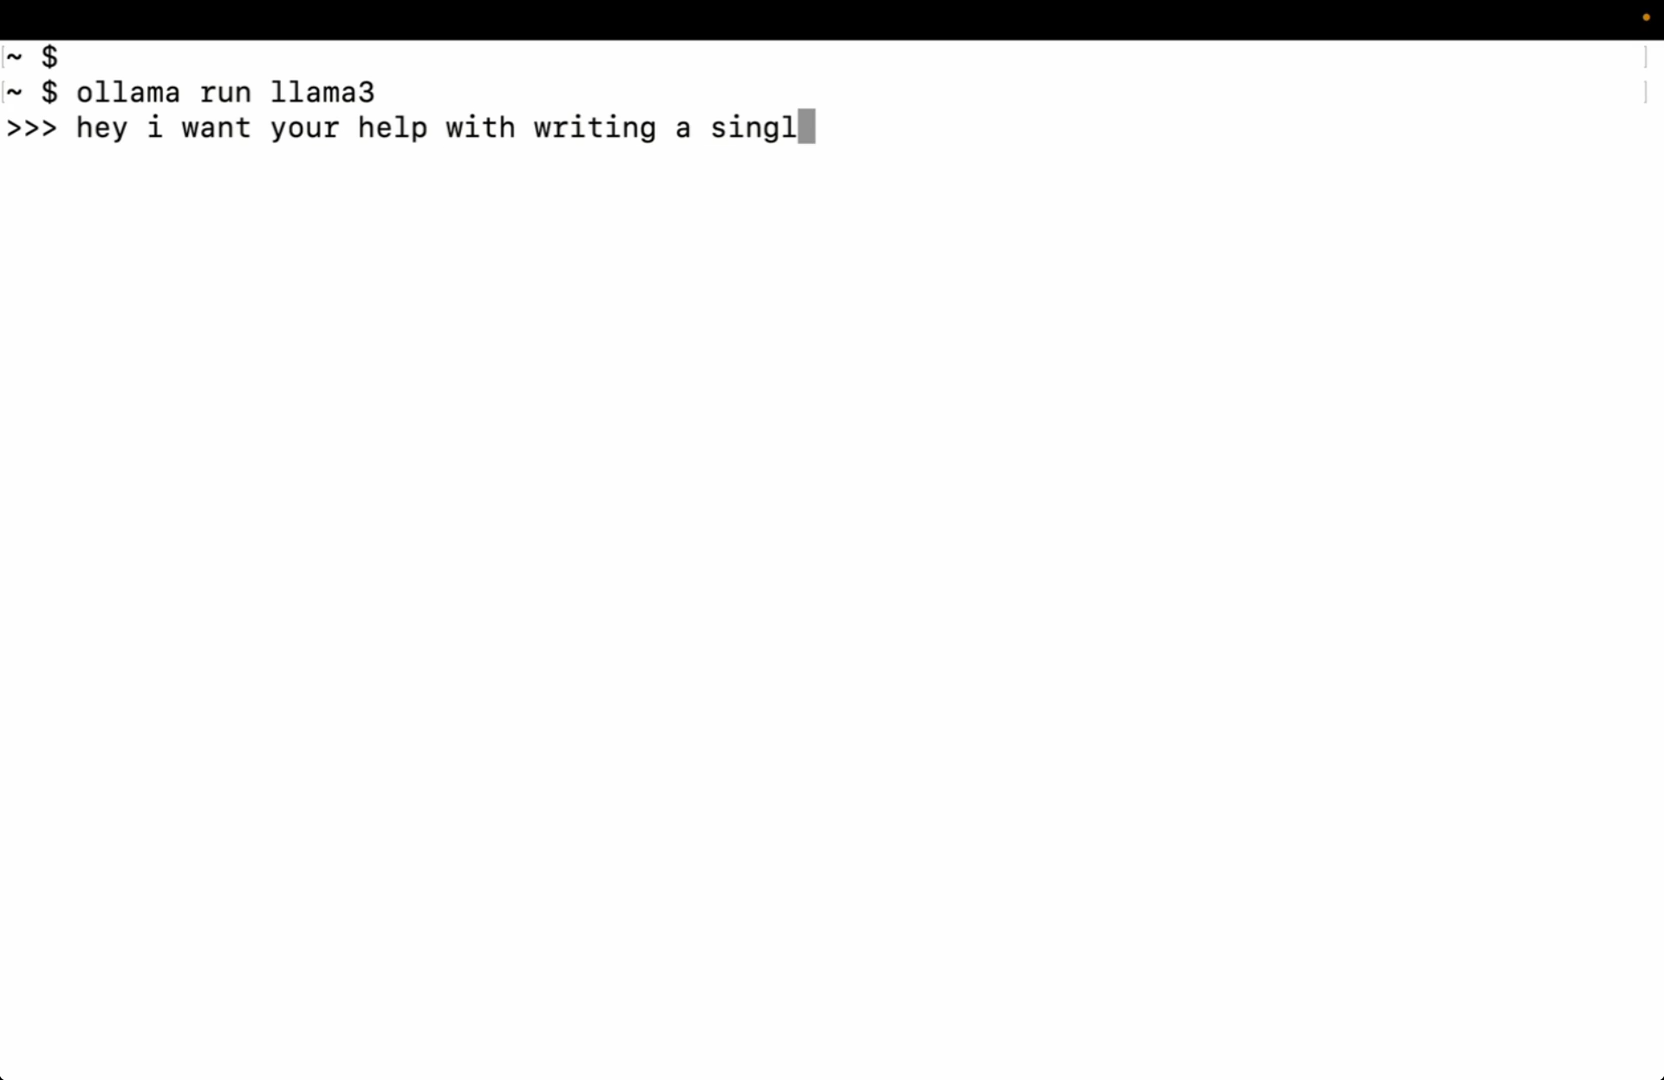 [~ $ ]
[~ $ ollama run llama3 ]
>>> hey i want your help with writing a singl